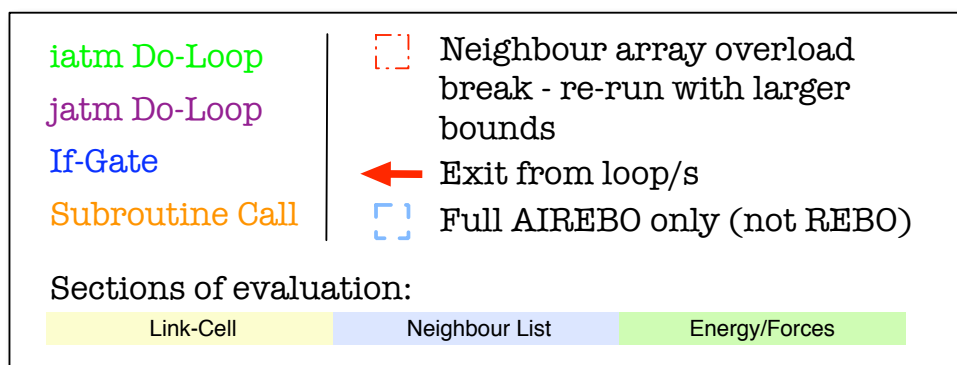 iatm Do-Loop
jatm Do-Loop
If-Gate
Subroutine Call
Neighbour array overload
break - re-run with larger
bounds
Exit from loop/s
Full AIREBO only (not REBO)
Sections of evaluation:
Link-Cell
Neighbour List
Energy/Forces